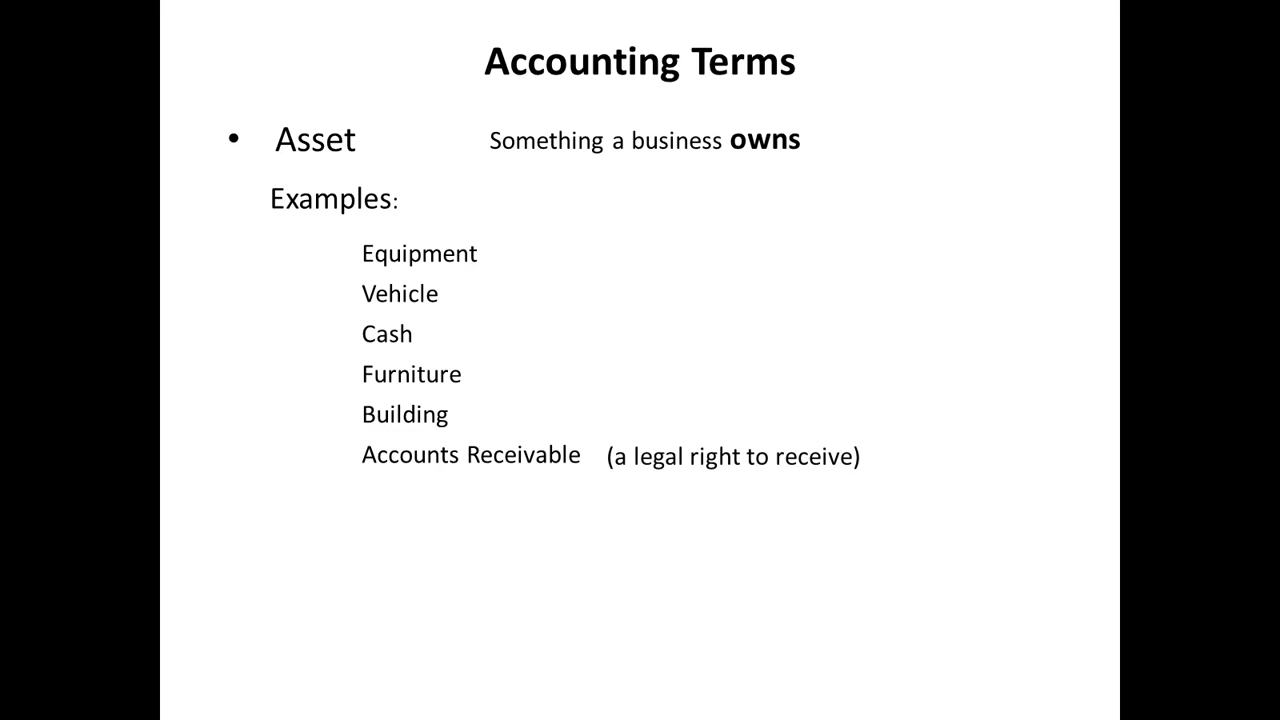 Accounting Terms
• Asset Something a business owns
Examples:
Equipment
Vehicle
Cash
Furniture
Building
Accounts Receivable (a legal right to receive)